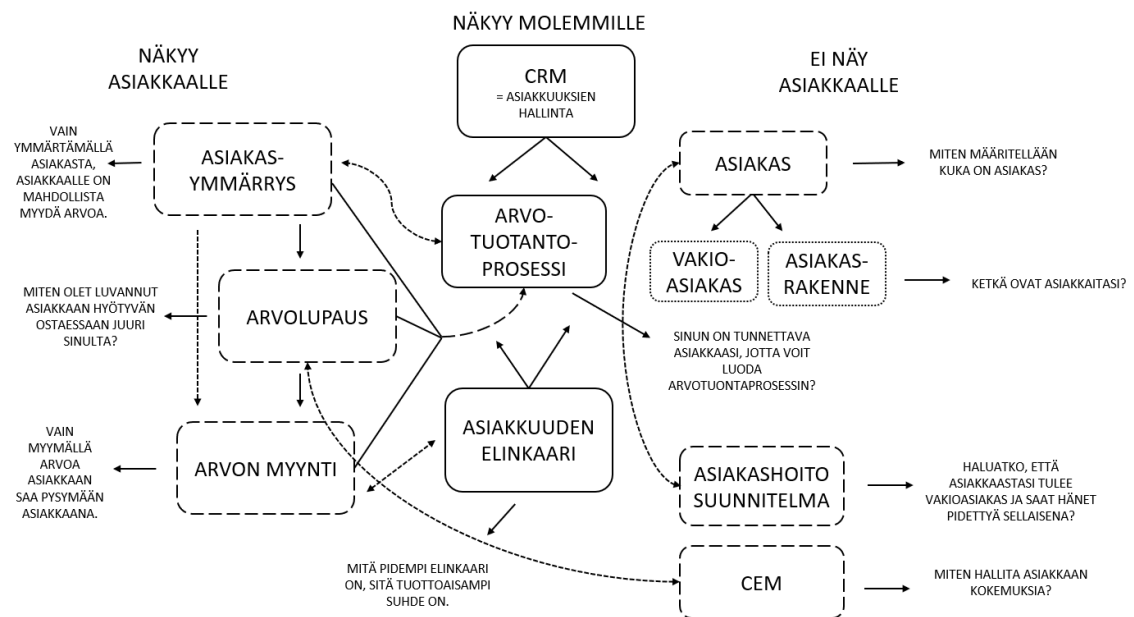 NÄKYY
ASIAKKAALLE
VAIN
YMMÄRTÄMÄLLÄ
ASIAKASTA,
ASIAKKAALLE ON
MAHDOLLISTA
MYYDÄ ARVOA.
ASIAKAS-
YMMÄRRYS
MITEN OLET LUVANNUT
ASIAKKAAN HYÖTYVÄN
OSTAESSAAN JUURI
SINULTA?
ARVOLUPAUS
VAIN
MYYMÄLLÄ
ARVOA
ASIAKKAAN
SAA PYSYMÄÄN
ASIAKKAANA.
ARVON MYYNTI
NÄKYY MOLEMMILLE
CRM
= ASIAKKUUKSIEN
HALLINTA
ARVO-
TUOTANTO-
PROSESSI
SINUN ON TUNNETTAVA
ASIAKKAASI, JOTTA VOIT
LUODA
ARVOTUONTAPROSESSIN?
ASIAKKUUDEN
ELINKAARI
MITÄ PIDEMPI ELINKAARI
ON, SITÄ TUOTTOAISAMPI
SUHDE ON.
EI NÄY
ASIAKKAALLE
ASIAKAS
MITEN MÄÄRITELLÄÄN
KUKA ON ASIAKAS?
VAKIO-
ASIAKAS
ASIAKAS-
RAKENNE
KETKÄ OVAT ASIAKKAITASI?
ASIAKASHOITO
SUUNNITELMA
HALUATKO, ETTÄ
ASIAKKAASTASI TULEE
VAKIOASIAKAS JA SAAT HÄNET
PIDETTYÄ SELLAISENA?
CEM
MITEN HALLITA ASIAKKAAN
KOKEMUKSIA?